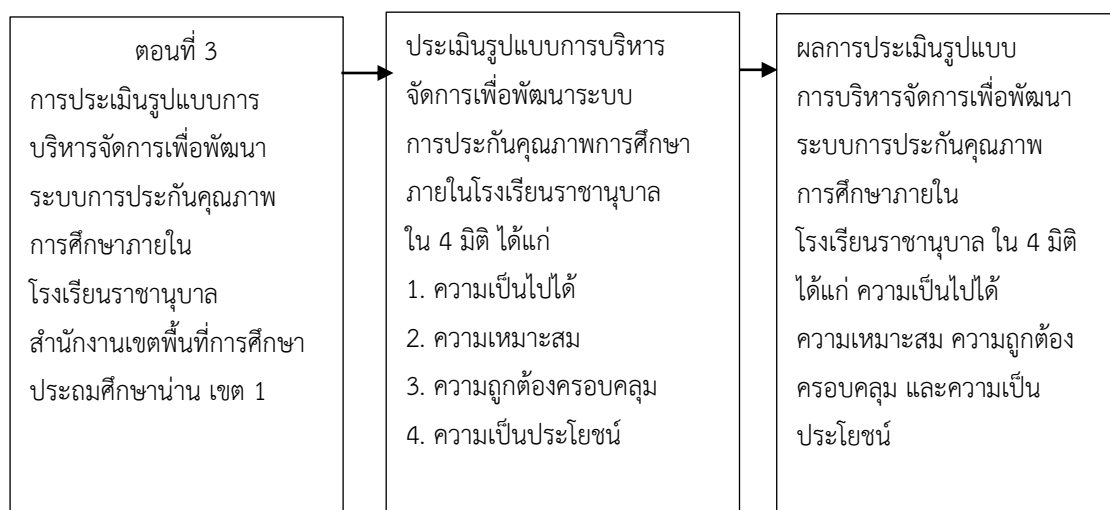 ตอนที่ 3
การประเมินรูปแบบการ
บริหารจัดการเพื่อพัฒนา
ระบบการประกันคุณภาพ
การศึกษาภายใน
โรงเรียนราชานุบาล
สำนักงานเขตพื้นที่การศึกษา
ประถมศึกษาน่าน เขต 1
ประเมินรูปแบบการบริหาร
จัดการเพื่อพัฒนาระบบ
การประกันคุณภาพการศึกษา
ภายในโรงเรียนราชานุบาล
ใน 4 มิติ ได้แก่
1. ความเป็นไปได้
2. ความเหมาะสม
3. ความถูกต้องครอบคลุม
4. ความเป็นประโยชน์
ผลการประเมินรูปแบบ
การบริหารจัดการเพื่อพัฒนา
ระบบการประกันคุณภาพ
การศึกษาภายใน
โรงเรียนราชานุบาล ใน 4 มิติ
ได้แก่ ความเป็นไปได้
ความเหมาะสม ความถูกต้อง
ครอบคลุม และความเป็น
ประโยชน์